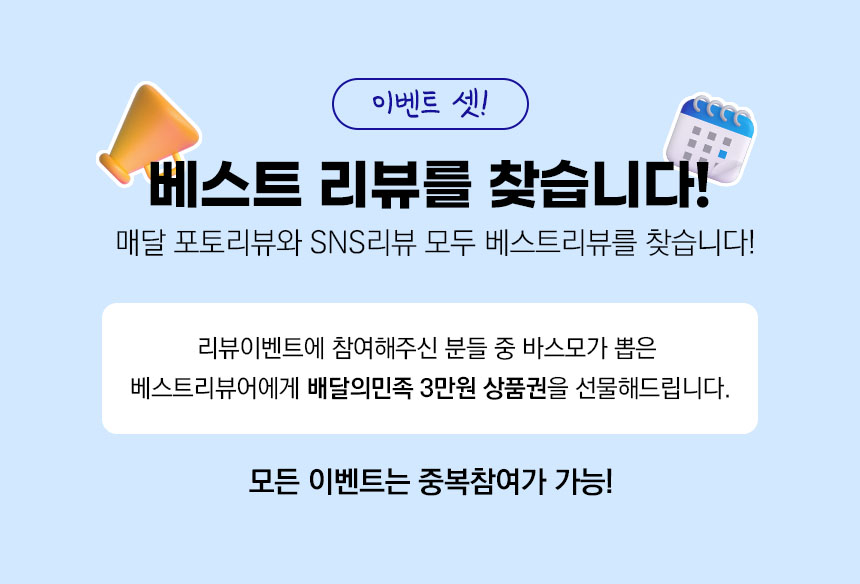 이벤트 셋!
베스트 리뷰를 찾습니다!
매달 포토리뷰와 SNS리뷰 모두 베스트리뷰를 찾습니다!
리뷰이벤트에 참여해주신 분들 중 바스모가 뽑은
베스트리뷰어에게 배달의민족 3만원 상품권을 선물해드립니다.
모든 이벤트는 중복참여가 가능!